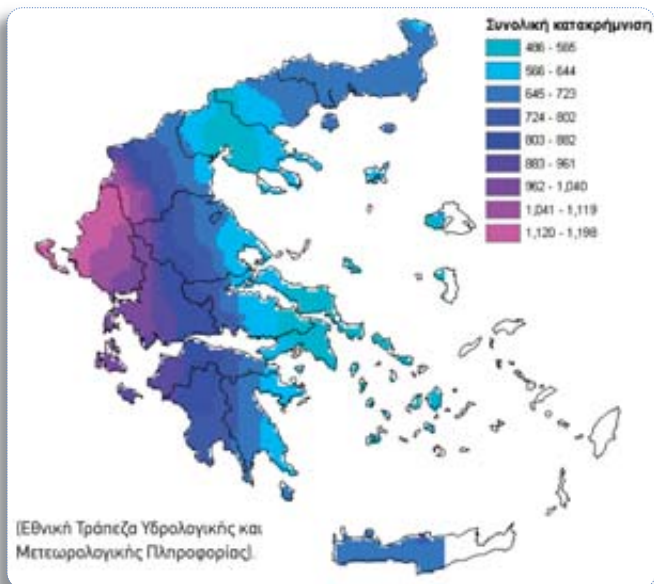 Συνολική κατακρήμνιση
486 - 565
566 - 644
645 - 723
724 - 802
803 - 882
883 - 961
962 - 1,040
1,041 - 1,119
1,120 - 1,198
(Εθνική Τράπεζα Υδρολογικής και
Μετεωρολογικής Πληροφορίας).